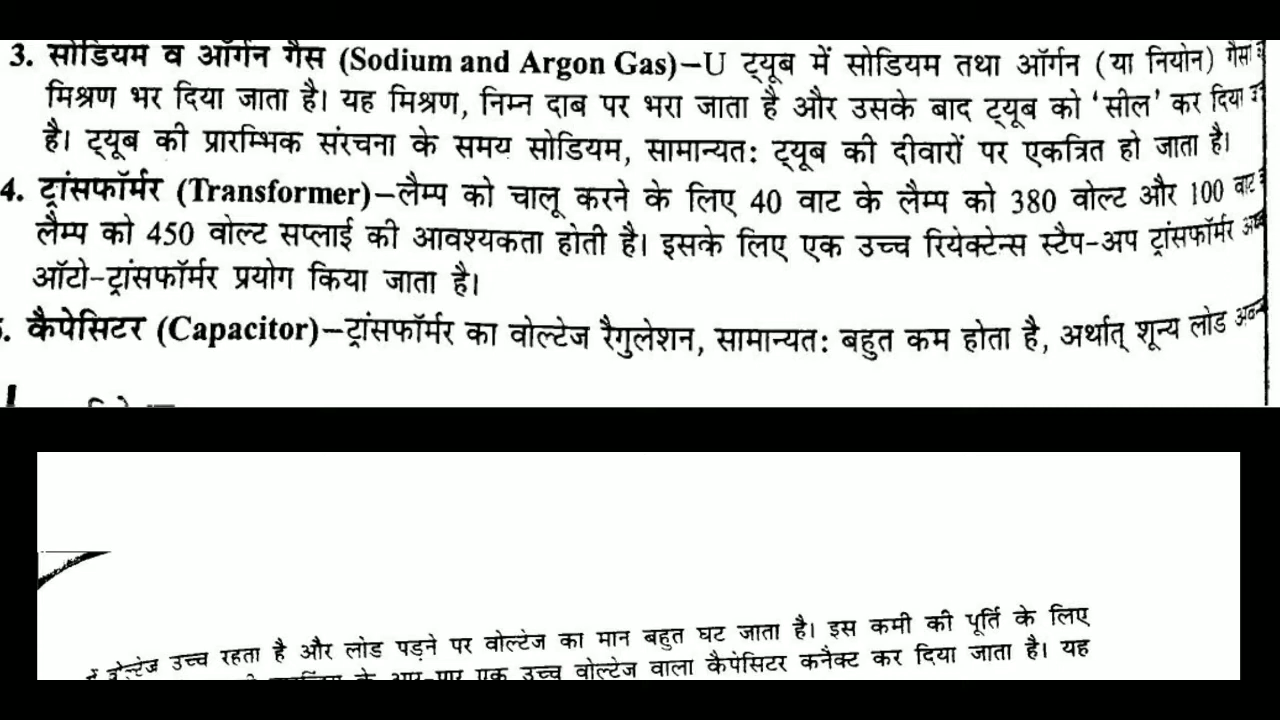 3. सोडियम व ऑर्गन गैस (Sodium and Argon Gas)–U ट्यूब में सोडियम तथा ऑर्गन (या नियोन) गैसों
मिश्रण भर दिया जाता है। यह मिश्रण, निम्न दाब पर भरा जाता है और उसके बाद ट्यूब को ‘सील’ कर दिया
है। ट्यूब की प्रारम्भिक संरचना के समय सोडियम, सामान्यतः ट्यूब की दीवारों पर एकत्रित हो जाता है।
4. ट्रांसफॉर्मर (Transformer)–लैम्प को चालू करने के लिए 40 वाट के लैम्प को 380 वोल्ट और 100 वाट
लैम्प को 450 वोल्ट सप्लाई की आवश्यकता होती है। इसके लिए एक उच्च रियेक्टेन्स स्टैप-अप ट्रांसफॉर्मर
ऑटो-ट्रांसफॉर्मर प्रयोग किया जाता है।
. कैपेसिटर (Capacitor)–ट्रांसफॉर्मर का वोल्टेज रैगुलेशन, सामान्यतः बहुत कम होता है, अर्थात् शून्य लोड
में वोल्टेज उच्च रहता है और लोड पड़ने पर वोल्टेज का मान बहुत घट जाता है। इस कमी की पूर्ति के लिए
के आर-पार एक उच्च वोल्टेज वाला कैपेसिटर कनैक्ट कर दिया जाता है। यह